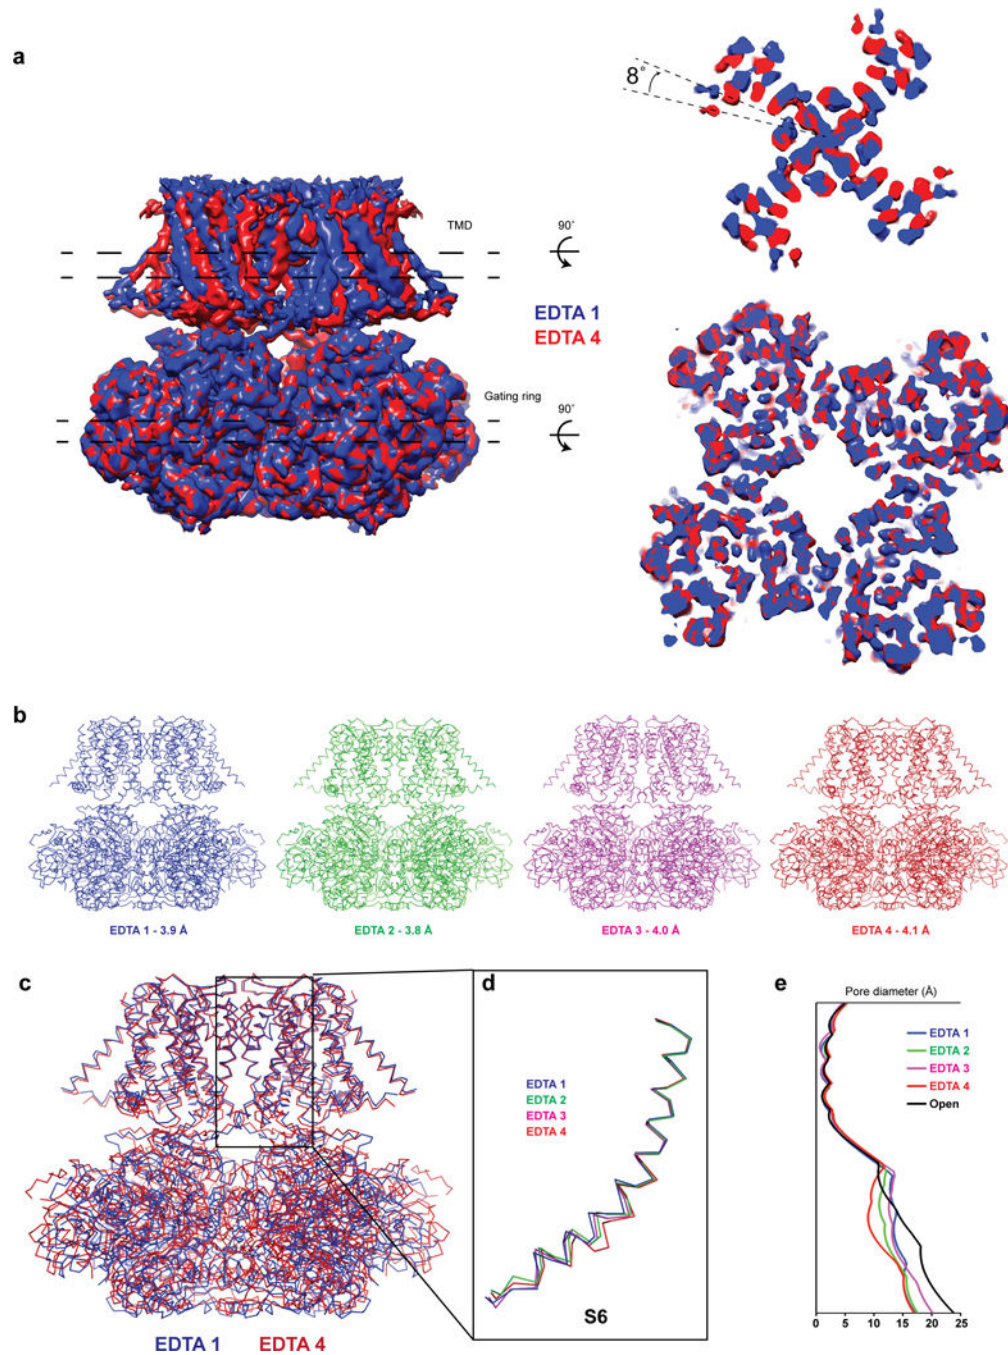 a
8°
TMD
90°
EDTA 1
EDTA 4
Gating ring
90°
b
EDTA 1 - 3.9 Å
EDTA 2 - 3.8 Å
EDTA 3 - 4.0 Å
EDTA 4 - 4.1 Å
c
EDTA 1
EDTA 4
d
EDTA 1
EDTA 2
EDTA 3
EDTA 4
S6
e
Pore diameter (Å)
EDTA 1
EDTA 2
EDTA 3
EDTA 4
Open
0 5 10 15 20 25